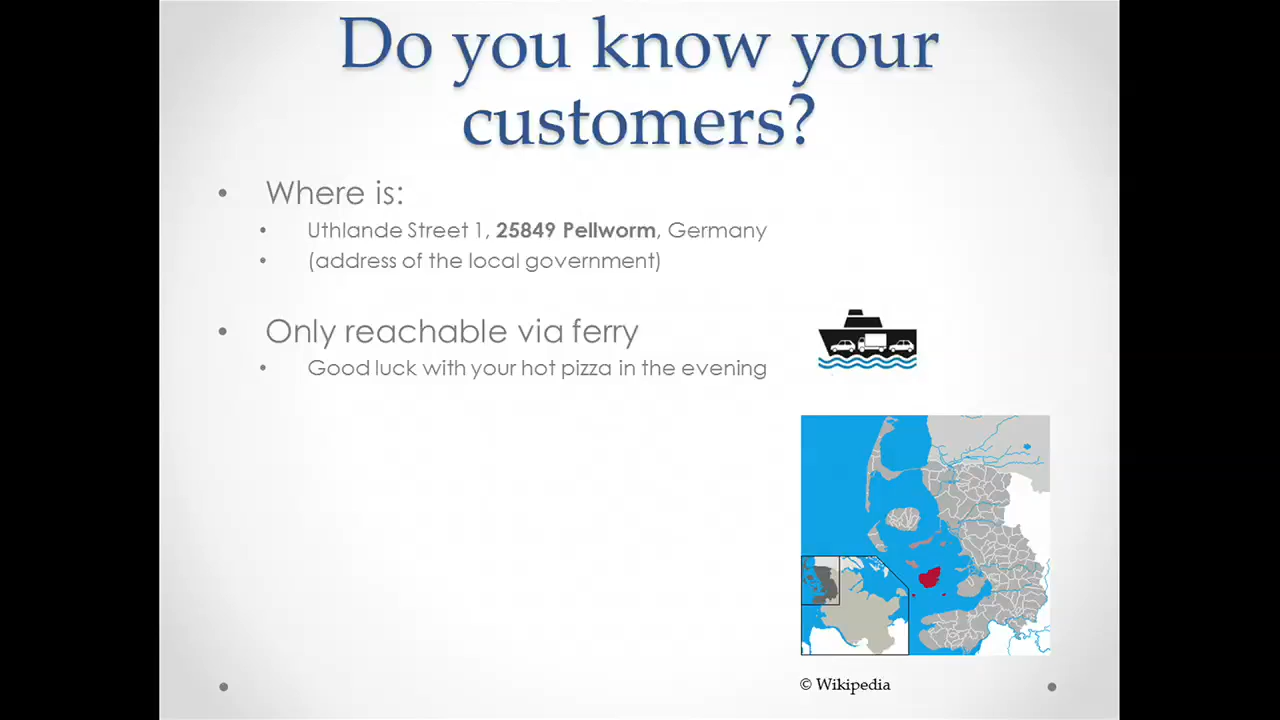 Do you know your
customers?
• Where is:
• Uthlande Street 1, 25849 Pellworm, Germany
• (address of the local government)
• Only reachable via ferry
• Good luck with your hot pizza in the evening
© Wikipedia